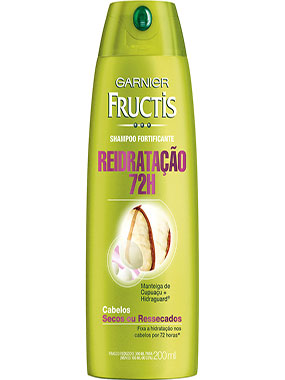 GARNIER
FRUCTIS
SHAMPOO FORTIFICANTE
REIDRATAÇÃO
72H
Manteiga de
Cupuaçu +
Hidraguard®
Cabelos
Secos ou Ressecados
Fixa a hidratação nos
cabelos por 72 horas*
200ml